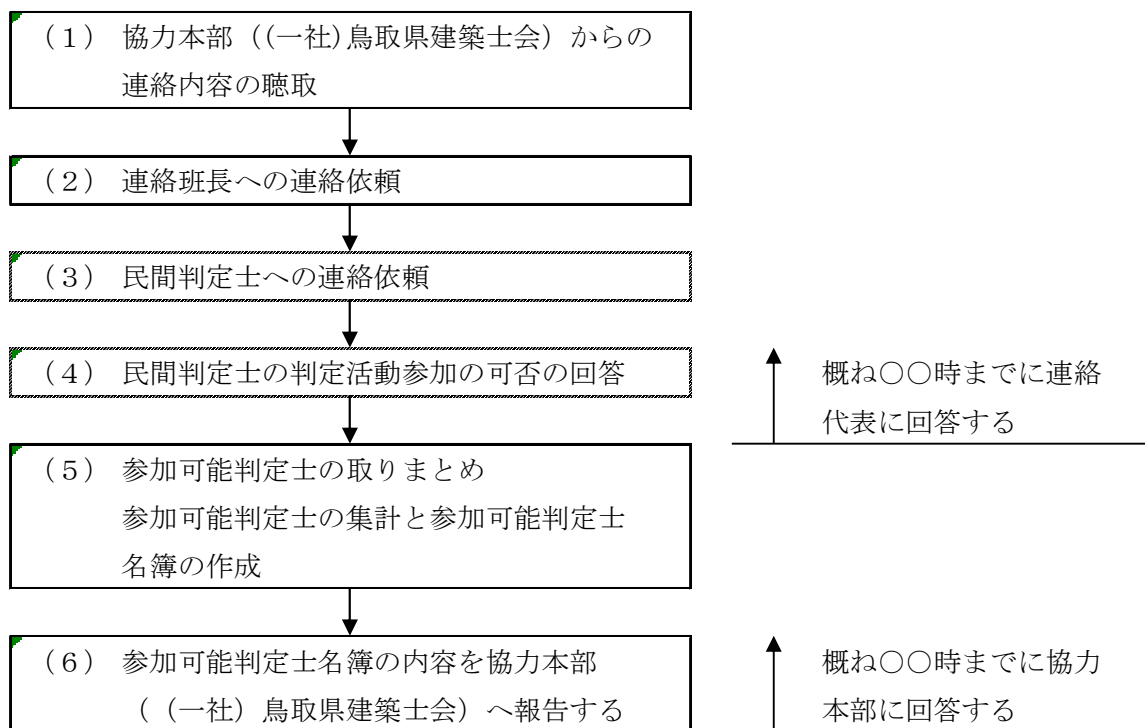 （１） 協力本部（(一社)鳥取県建築士会）からの
連絡内容の聴取
（２） 連絡班長への連絡依頼
（３） 民間判定士への連絡依頼
（４） 民間判定士の判定活動参加の可否の回答
概ね〇〇時までに連絡
代表に回答する
（５） 参加可能判定士の取りまとめ
参加可能判定士の集計と参加可能判定士
名簿の作成
（６） 参加可能判定士名簿の内容を協力本部
（（一社）鳥取県建築士会）へ報告する
概ね〇〇時までに協力
本部に回答する